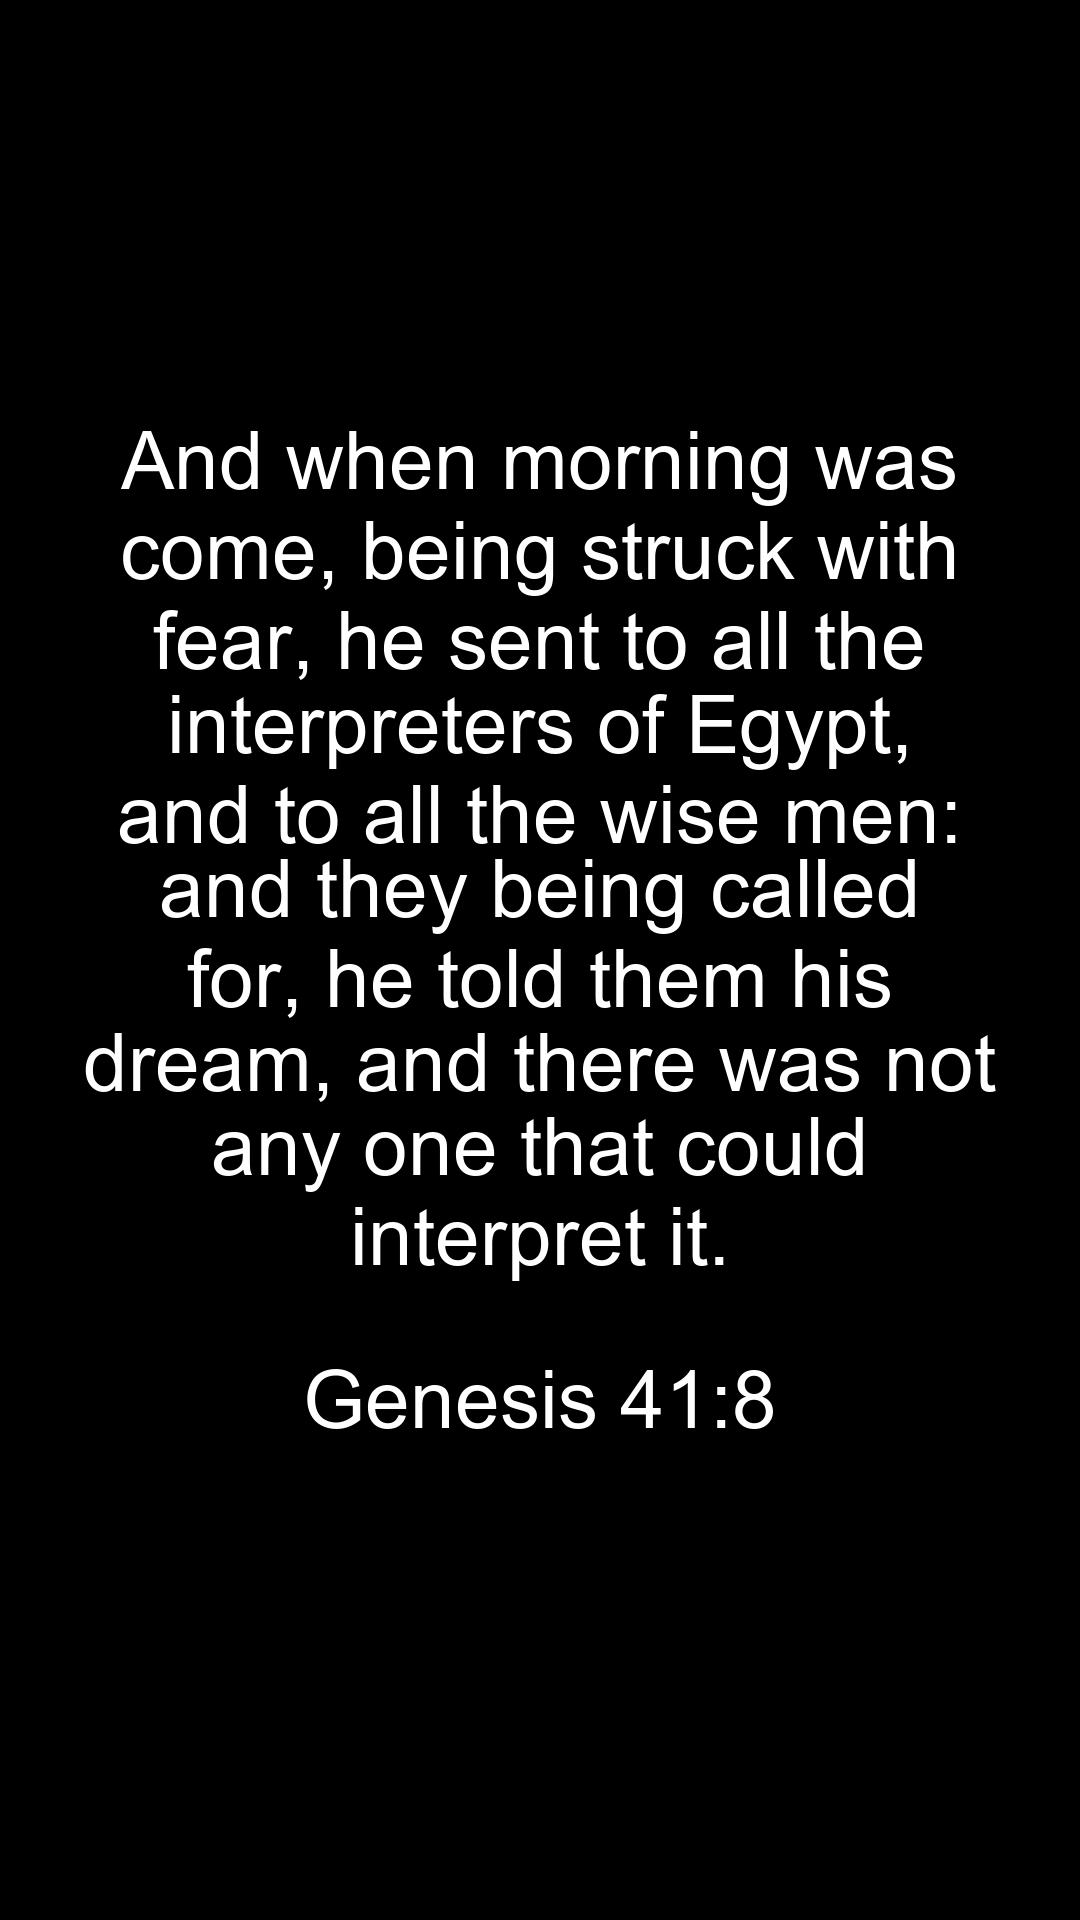 And when morning was
come, being struck with
fear, he sent to all the
interpreters of Egypt,
and to all the wise men:
and they being called
for, he told them his
dream, and there was not
any one that could
interpret it.
Genesis 41:8